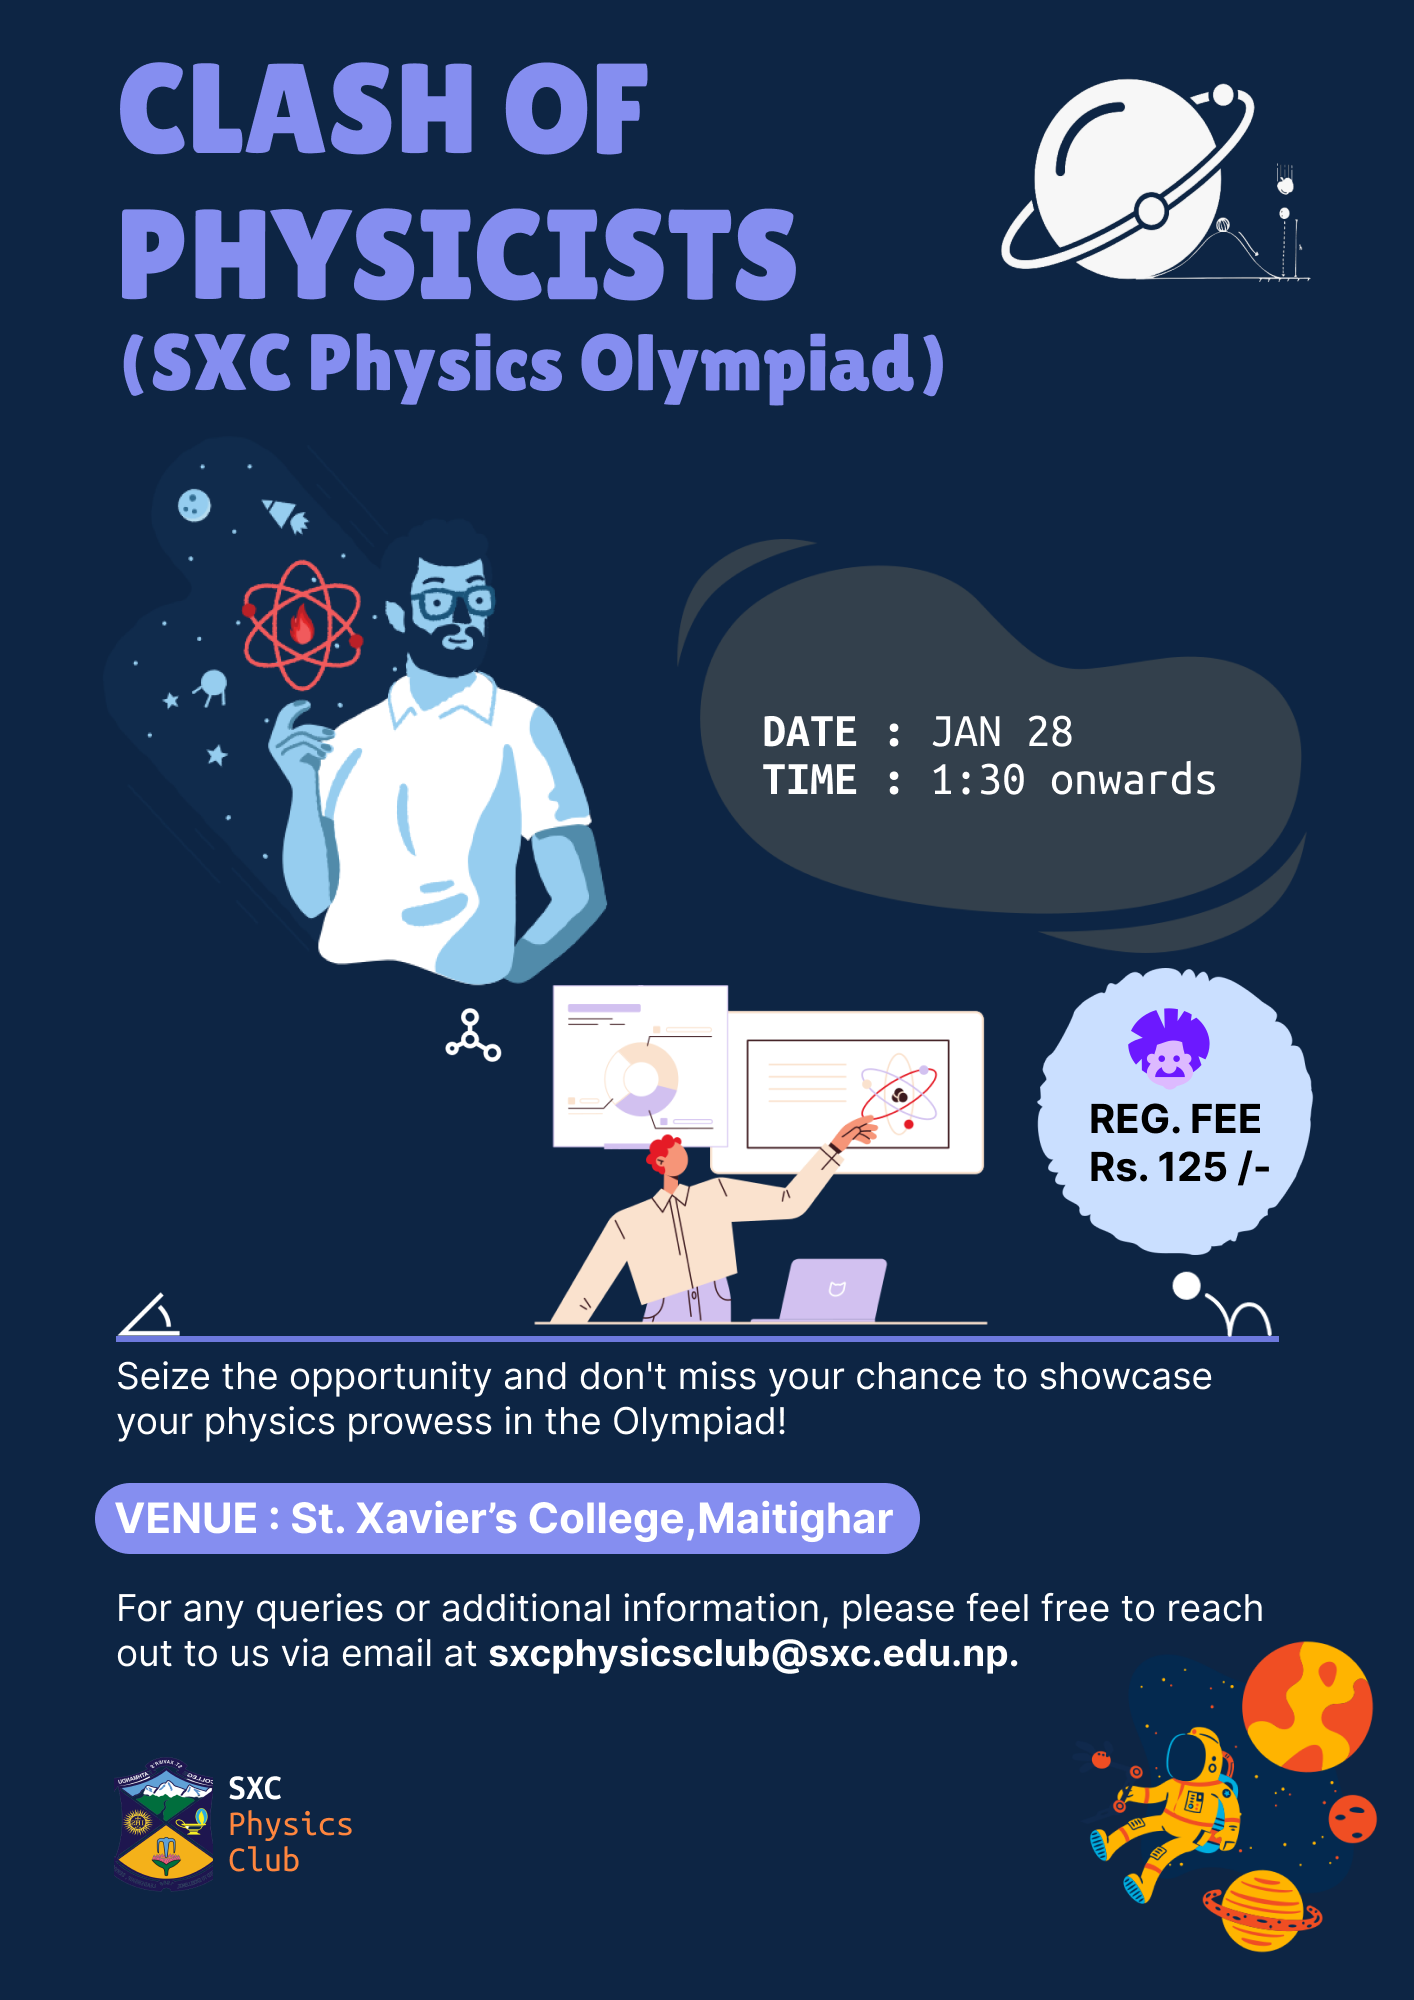 CLASH OF
PHYSICISTS
(SXC Physics Olympiad)
DATE : JAN 28
TIME : 1:30 onwards
REG. FEE
Rs. 125 /-
Seize the opportunity and don't miss your chance to showcase
your physics prowess in the Olympiad!
VENUE : St. Xavier’s College,Maitighar
For any queries or additional information, please feel free to reach
out to us via email at sxcphysicsclub@sxc.edu.np.
SXC
Physics
Club